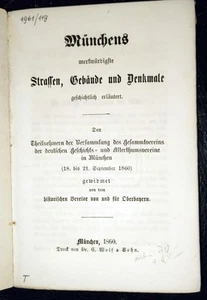 1961/118
Münchens
merkwürdigste
Strassen, Gebäude und Denkmale
geschichtlich erläutert.
Den
Theilnehmern der Versammlung des Gesammtvereins
der deutschen Geschichts- und Alterthumsvereine
in München
(18. bis 21. September 1860)
gewidmet
von dem
historischen Vereine von und für Oberbayern.
München, 1860.
Druck von Dr. C. Wolf & Sohn.
T